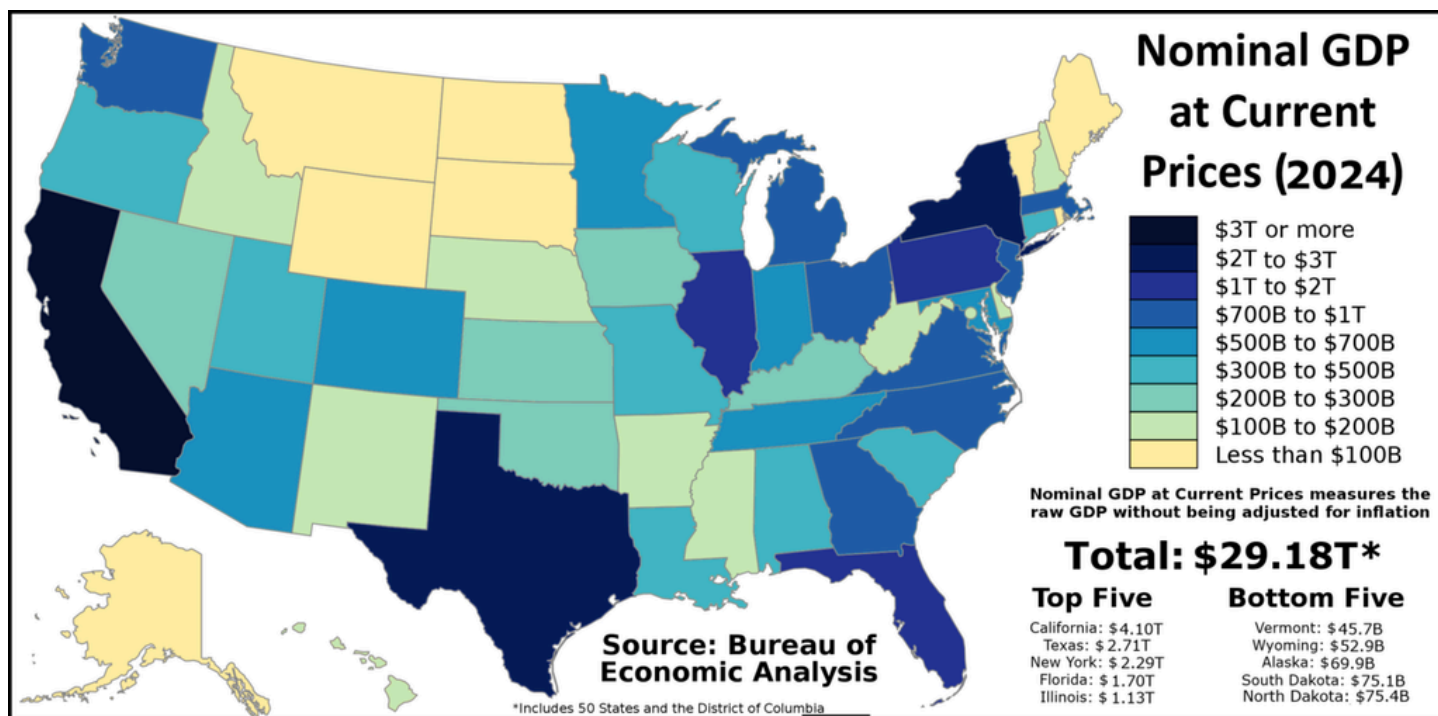 Nominal GDP
at Current
Prices (2024)
$3T or more
$2T to $3T
$1T to $2T
$700B to $1T
$500B to $700B
$300B to $500B
$200B to $300B
$100B to $200B
Less than $100B
Nominal GDP at Current Prices measures the
raw GDP without being adjusted for inflation
Total: $29.18T*
Top Five
California: $4.10T
Texas: $2.71T
New York: $2.29T
Florida: $1.70T
Illinois: $1.13T
Bottom Five
Vermont: $45.7B
Wyoming: $52.9B
Alaska: $69.9B
South Dakota: $75.1B
North Dakota: $75.4B
Source: Bureau of
Economic Analysis
*Includes 50 States and the District of Columbia